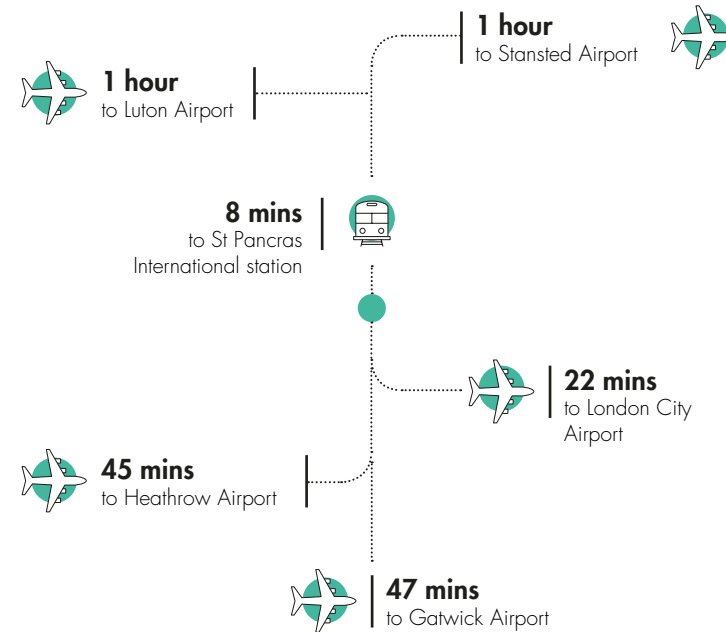 1 hour
to Stansted Airport
1 hour
to Luton Airport
8 mins
to St Pancras
International station
22 mins
to London City
Airport
45 mins
to Heathrow Airport
47 mins
to Gatwick Airport